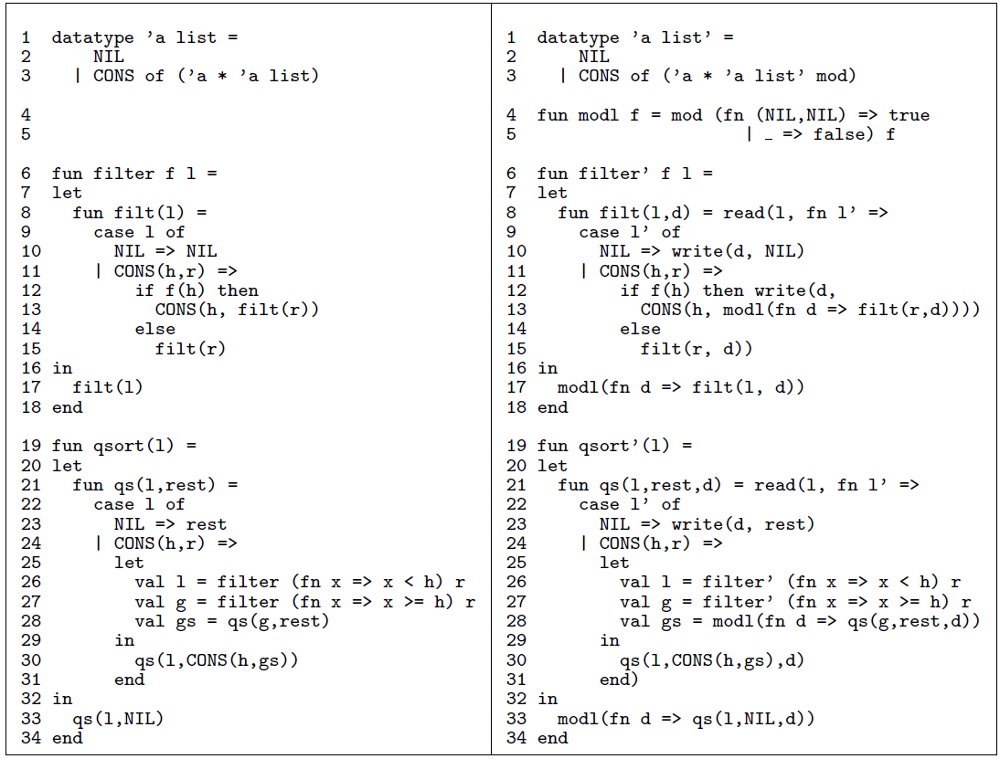 1 datatype 'a list =
2     NIL
3   | CONS of ('a * 'a list)
4
5
6 fun filter f l =
7 let
8   fun filt(l) =
9     case l of
10       NIL => NIL
11     | CONS(h,r) =>
12         if f(h) then
13           CONS(h, filt(r))
14         else
15           filt(r)
16 in
17   filt(l)
18 end
19 fun qsort(l) =
20 let
21   fun qs(l,rest) =
22     case l of
23       NIL => rest
24     | CONS(h,r) =>
25       let
26         val l = filter (fn x => x < h) r
27         val g = filter (fn x => x >= h) r
28         val gs = qs(g,rest)
29       in
30         qs(l,CONS(h,gs))
31       end
32 in
33   qs(l,NIL)
34 end
1 datatype 'a list' =
2     NIL
3   | CONS of ('a * 'a list' mod)
4 fun modl f = mod (fn (NIL,NIL) => true
5                     | _ => false) f
6 fun filter' f l =
7 let
8   fun filt(l,d) = read(l, fn l' =>
9     case l' of
10       NIL => write(d, NIL)
11     | CONS(h,r) =>
12         if f(h) then write(d,
13           CONS(h, modl(fn d => filt(r,d))))
14         else
15           filt(r, d))
16 in
17   modl(fn d => filt(l, d))
18 end
19 fun qsort'(l) =
20 let
21   fun qs(l,rest,d) = read(l, fn l' =>
22     case l' of
23       NIL => write(d, rest)
24     | CONS(h,r) =>
25       let
26         val l = filter' (fn x => x < h) r
27         val g = filter' (fn x => x >= h) r
28         val gs = modl(fn d => qs(g,rest,d))
29       in
30         qs(l,CONS(h,gs),d)
31       end)
32 in
33   modl(fn d => qs(l,NIL,d))
34 end